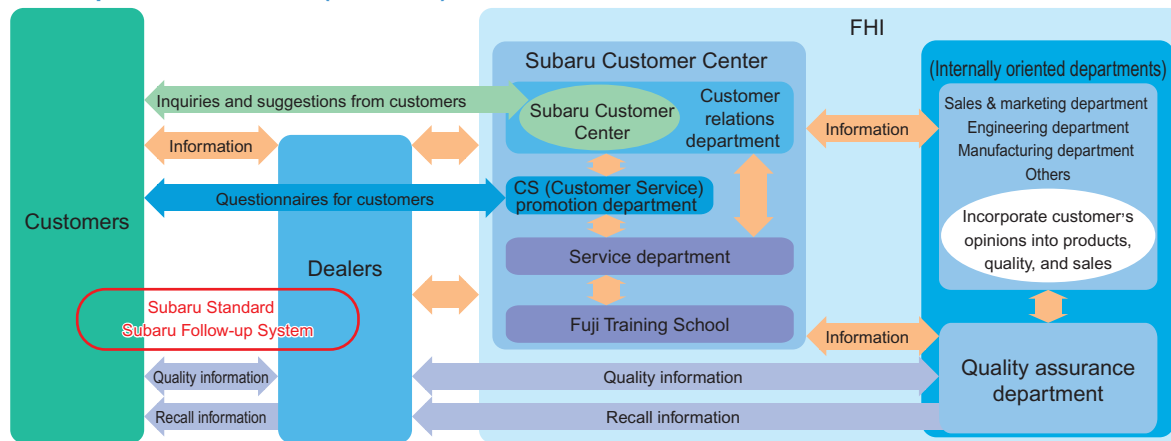 FHI
Subaru Customer Center
(Internally oriented departments)
Inquiries and suggestions from customers
Subaru Customer
Center
Customer
relations
department
Information
Information
Sales & marketing department
Engineering department
Manufacturing department
Others
Customers
Questionnaires for customers
CS (Customer Service)
promotion department
Incorporate customer's
opinions into products,
quality, and sales
Dealers
Service department
Subaru Standard
Subaru Follow-up System
Fuji Training School
Information
Quality information
Quality information
Quality assurance
department
Recall information
Recall information